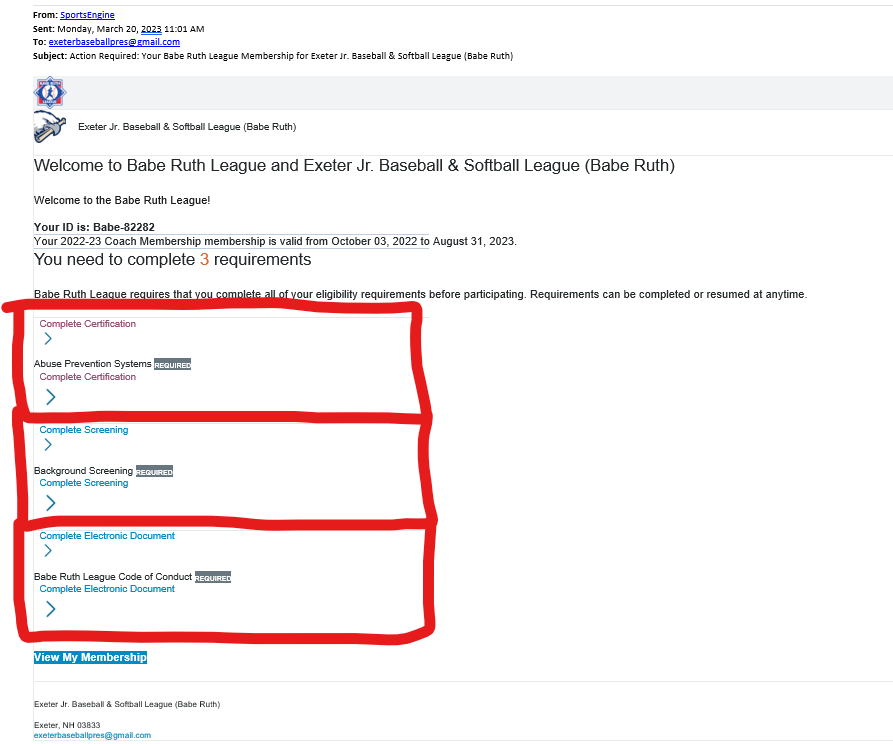 From: SportsEngine
Sent: Monday, March 20, 2023 11:01 AM
To: exeterbaseballpres@gmail.com
Subject: Action Required: Your Babe Ruth League Membership for Exeter Jr. Baseball & Softball League (Babe Ruth)
Exeter Jr. Baseball & Softball League (Babe Ruth)
Welcome to Babe Ruth League and Exeter Jr. Baseball & Softball League (Babe Ruth)
Welcome to the Babe Ruth League!
Your ID is: Babe-82282
Your 2022-23 Coach Membership membership is valid from October 03, 2022 to August 31, 2023.
You need to complete 3 requirements
Babe Ruth League requires that you complete all of your eligibility requirements before participating. Requirements can be completed or resumed at anytime.
Complete Certification
Abuse Prevention Systems REQUIRED
Complete Certification
Complete Screening
Background Screening REQUIRED
Complete Screening
Complete Electronic Document
Babe Ruth League Code of Conduct REQUIRED
Complete Electronic Document
View My Membership
Exeter Jr. Baseball & Softball League (Babe Ruth)
Exeter, NH 03833
exeterbaseballpres@gmail.com